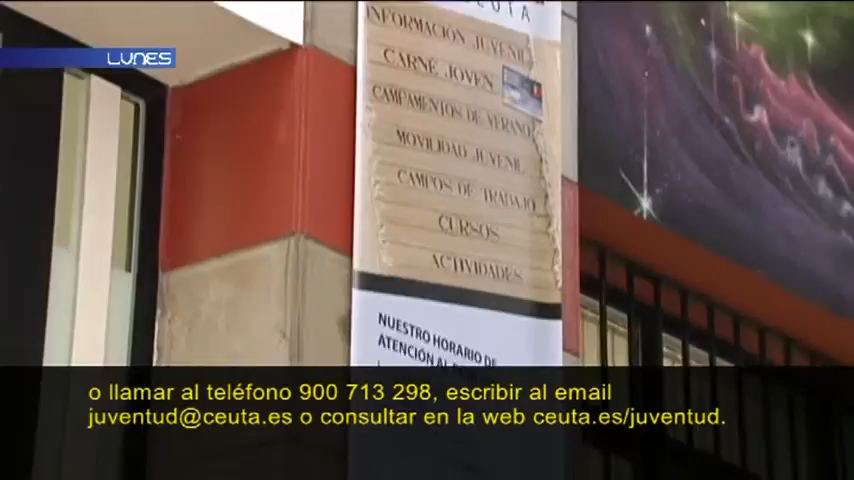 CEUTA
INFORMACIÓN JUVENIL
LUNES
CARNÉ JOVEN
CAMPAMENTOS DE VERANO
MOVILIDAD JUVENIL
CAMPOS DE TRABAJO
CURSOS
ACTIVIDADES
NUESTRO HORARIO DE
ATENCIÓN AL
o llamar al teléfono 900 713 298, escribir al email
juventud@ceuta.es o consultar en la web ceuta.es/juventud.